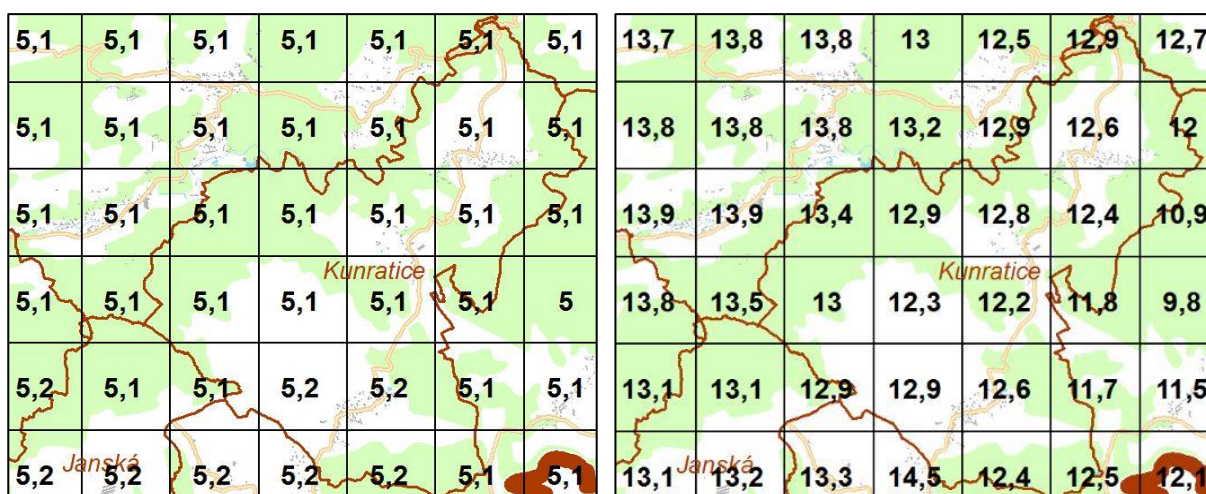 5,1 5,1 5,1 5,1 5,1 5,1 5,1
5,1 5,1 5,1 5,1 5,1 5,1 5,1
5,1 5,1 5,1 5,1 5,1 5,1 5,1
Kunratice
5,1 5,1 5,1 5,1 5,1 5,1 5
5,2 5,1 5,1 5,2 5,2 5,1 5,1
Janská
5,2 5,2 5,2 5,2 5,2 5,1 5,1
13,7 13,8 13,8 13 12,5 12,9 12,7
13,8 13,8 13,8 13,2 12,9 12,6 12
13,9 13,9 13,4 12,9 12,8 12,4 10,9
Kunratice
13,8 13,5 13 12,3 12,2 11,8 9,8
13,1 13,1 12,9 12,9 12,6 11,7 11,5
Janská
13,1 13,2 13,3 14,5 12,4 12,5 12,1